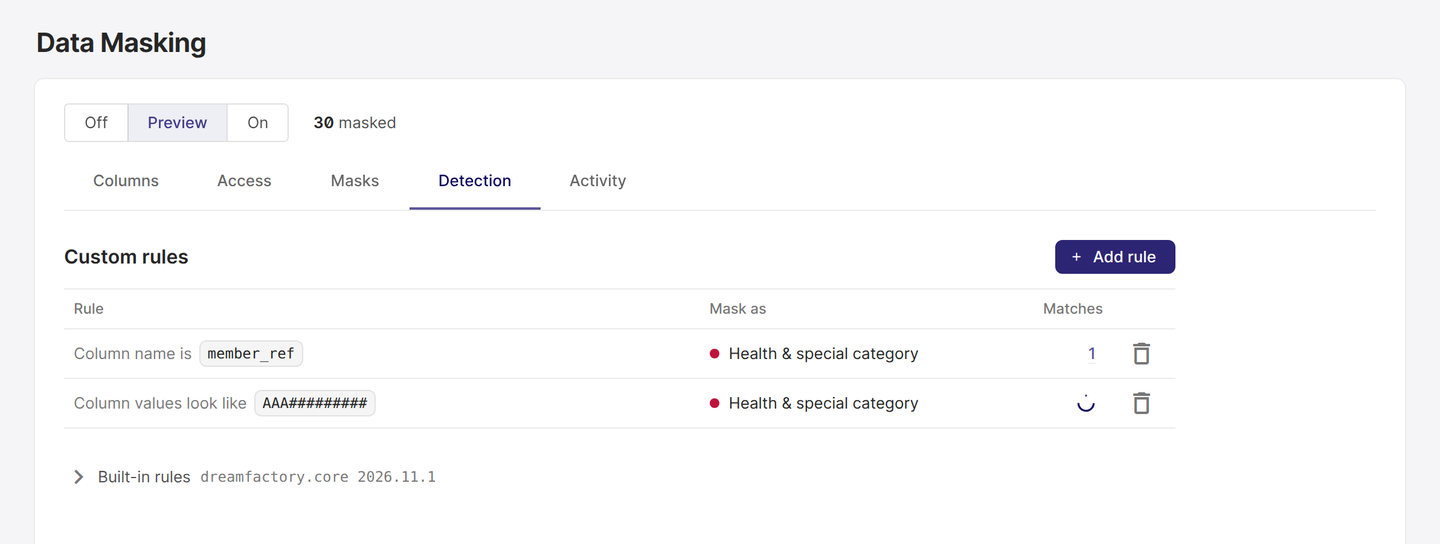 Data Masking
Off Preview On 30 masked
Columns Access Masks Detection Activity
Custom rules + Add rule
Rule Mask as Matches
Column name is member_ref Health & special category 1
Column values look like AAA######### Health & special category
Built-in rules dreamfactory.core 2026.11.1